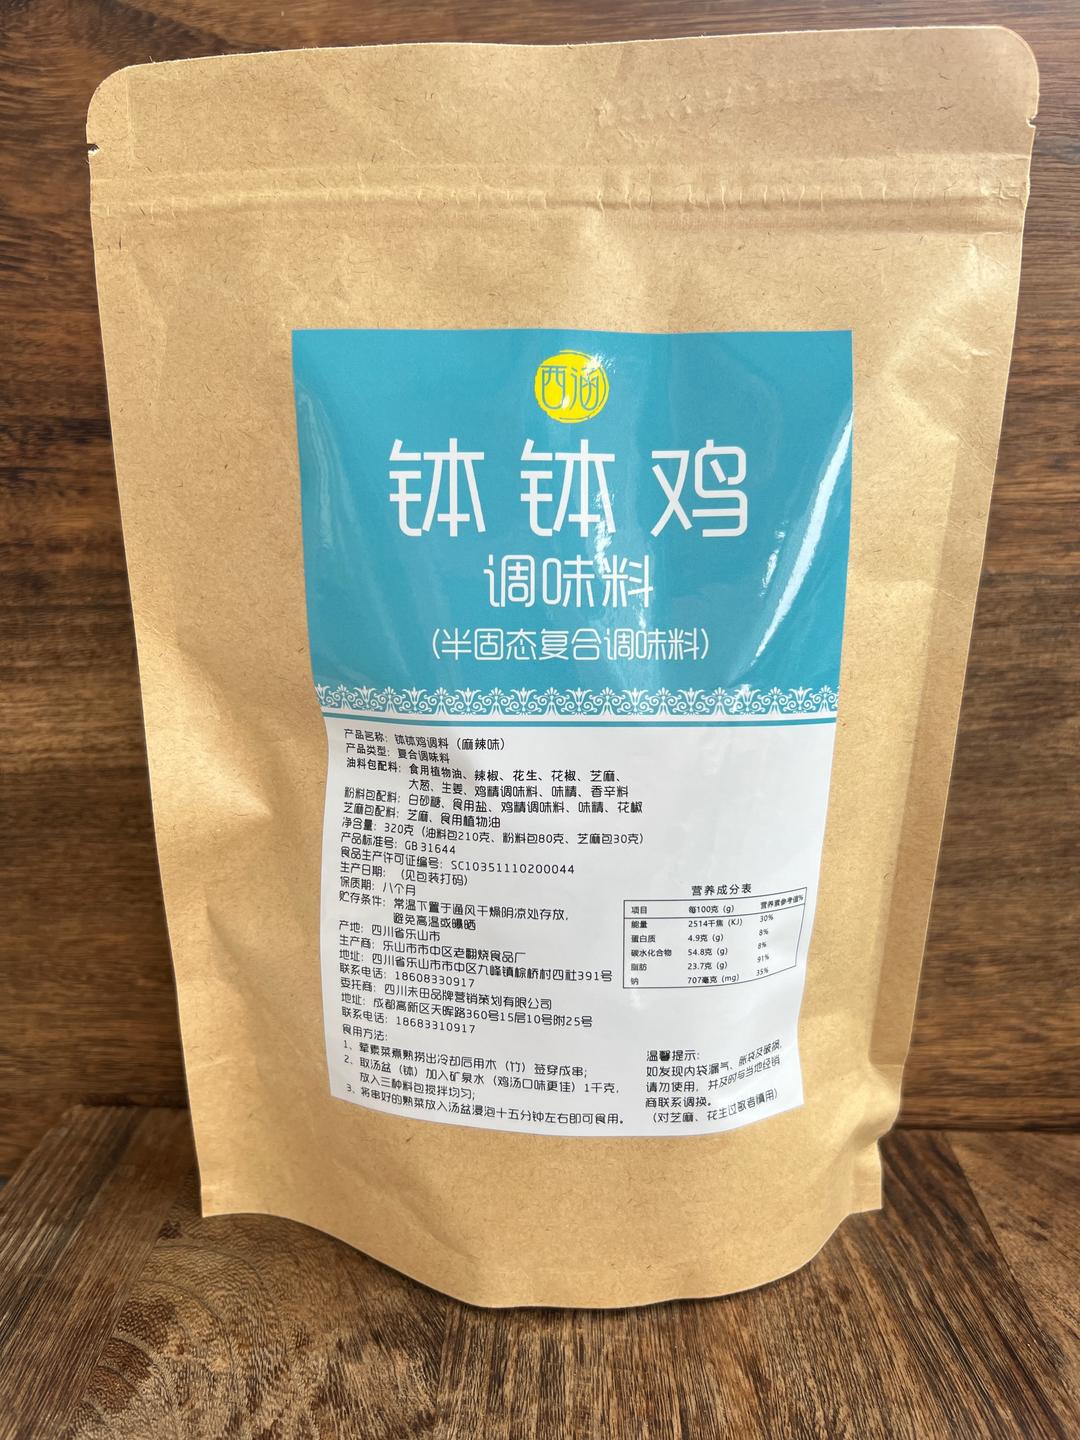 西涵
钵钵鸡
调味料
(半固态复合调味料)
产品名称：钵钵鸡调料（麻辣味）
产品类型：复合调味料
油料包配料：食用植物油、辣椒、花生、花椒、芝麻、
大葱、生姜、鸡精调味料、味精、香辛料
粉料包配料：白砂糖、食用盐、鸡精调味料、味精、花椒
芝麻包配料：芝麻、食用植物油
净含量：320克（油料包210克、粉料包80克、芝麻包30克）
产品标准号：GB 31644
食品生产许可证编号：SC10351110200044
生产日期：（见包装打码）
保质期：八个月
贮存条件：常温下置于通风干燥阴凉处存放，
避免高温或曝晒
产地：四川省乐山市
生产商：乐山市市中区老翻烧食品厂
地址：四川省乐山市市中区九峰镇棕桥村四社391号
联系电话：18608330917
委托商：四川未田品牌营销策划有限公司
地址：成都高新区天晖路360号15层10号附25号
联系电话：18683310917
食用方法：
1、荤素菜煮熟捞出冷却后用木（竹）签穿成串；
2、取汤盆（钵）加入矿泉水（鸡汤口味更佳）1千克，
放入三种料包搅拌均匀；
3、将串好的熟菜放入汤盆浸泡十五分钟左右即可食用。
营养成分表
项目 每100克（g） 营养素参考值%
能量 2514千焦（KJ） 30%
蛋白质 4.9克（g） 8%
碳水化合物 54.8克（g） 8%
脂肪 23.7克（g） 91%
钠 707毫克（mg） 35%
温馨提示：
如发现内袋漏气、胀袋及破损，
请勿使用，并及时与当地经销
商联系调换。
（对芝麻、花生过敏者慎用）